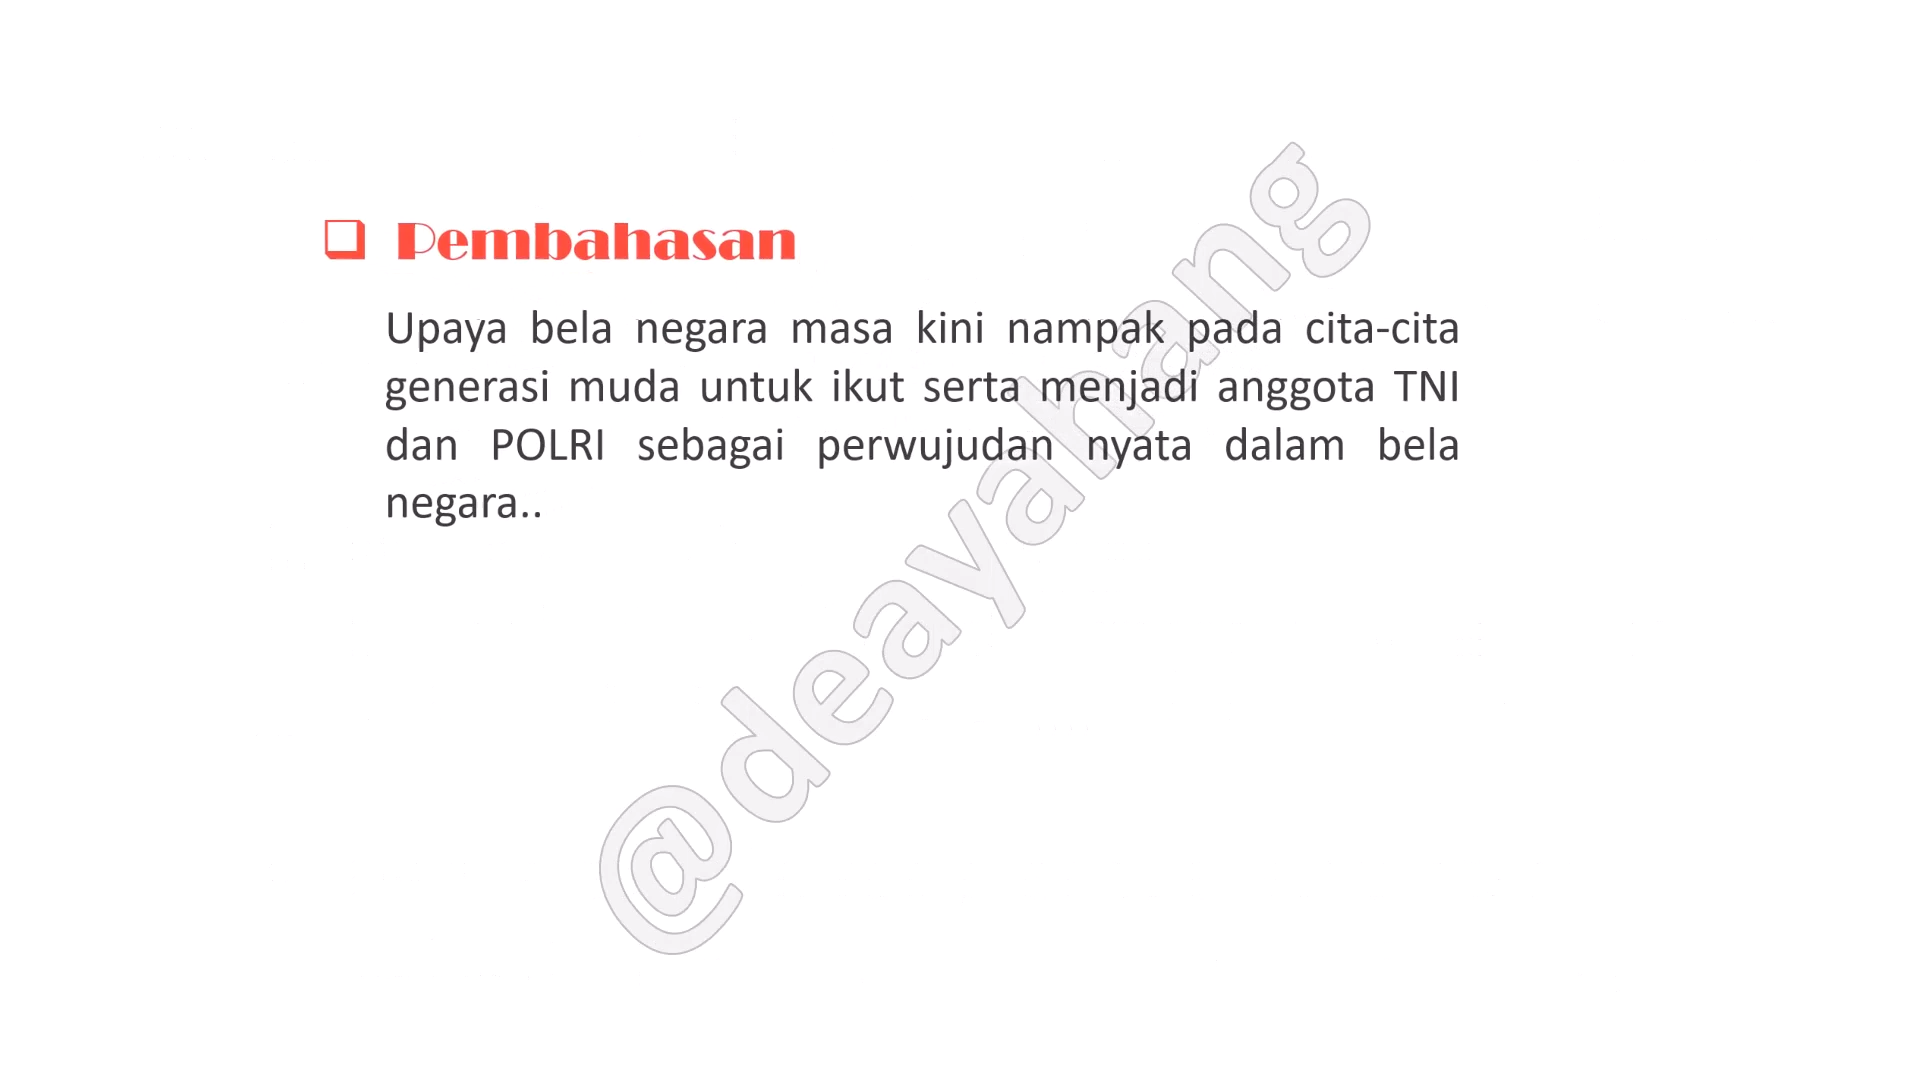 Pembahasan
Upaya bela negara masa kini nampak pada cita-cita
generasi muda untuk ikut serta menjadi anggota TNI
dan POLRI sebagai perwujudan nyata dalam bela
negara..
@deayahang